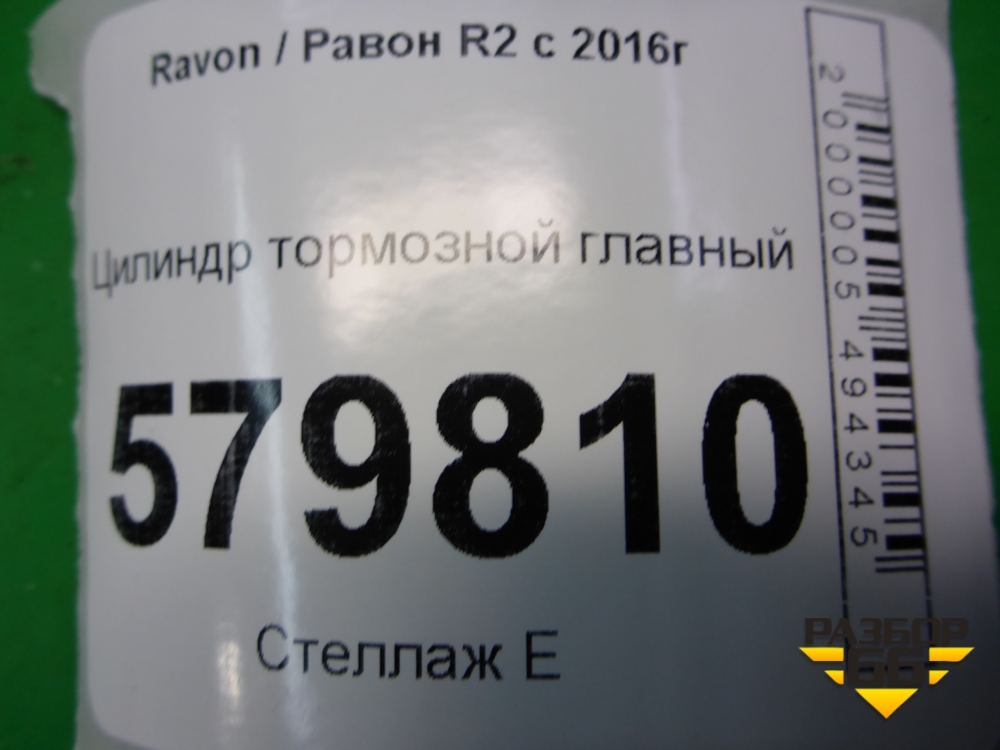 Ravon / Равон R2 с 2016г
Цилиндр тормозной главный
579810
Стеллаж Е
2000005494345
РАЗБОР
66